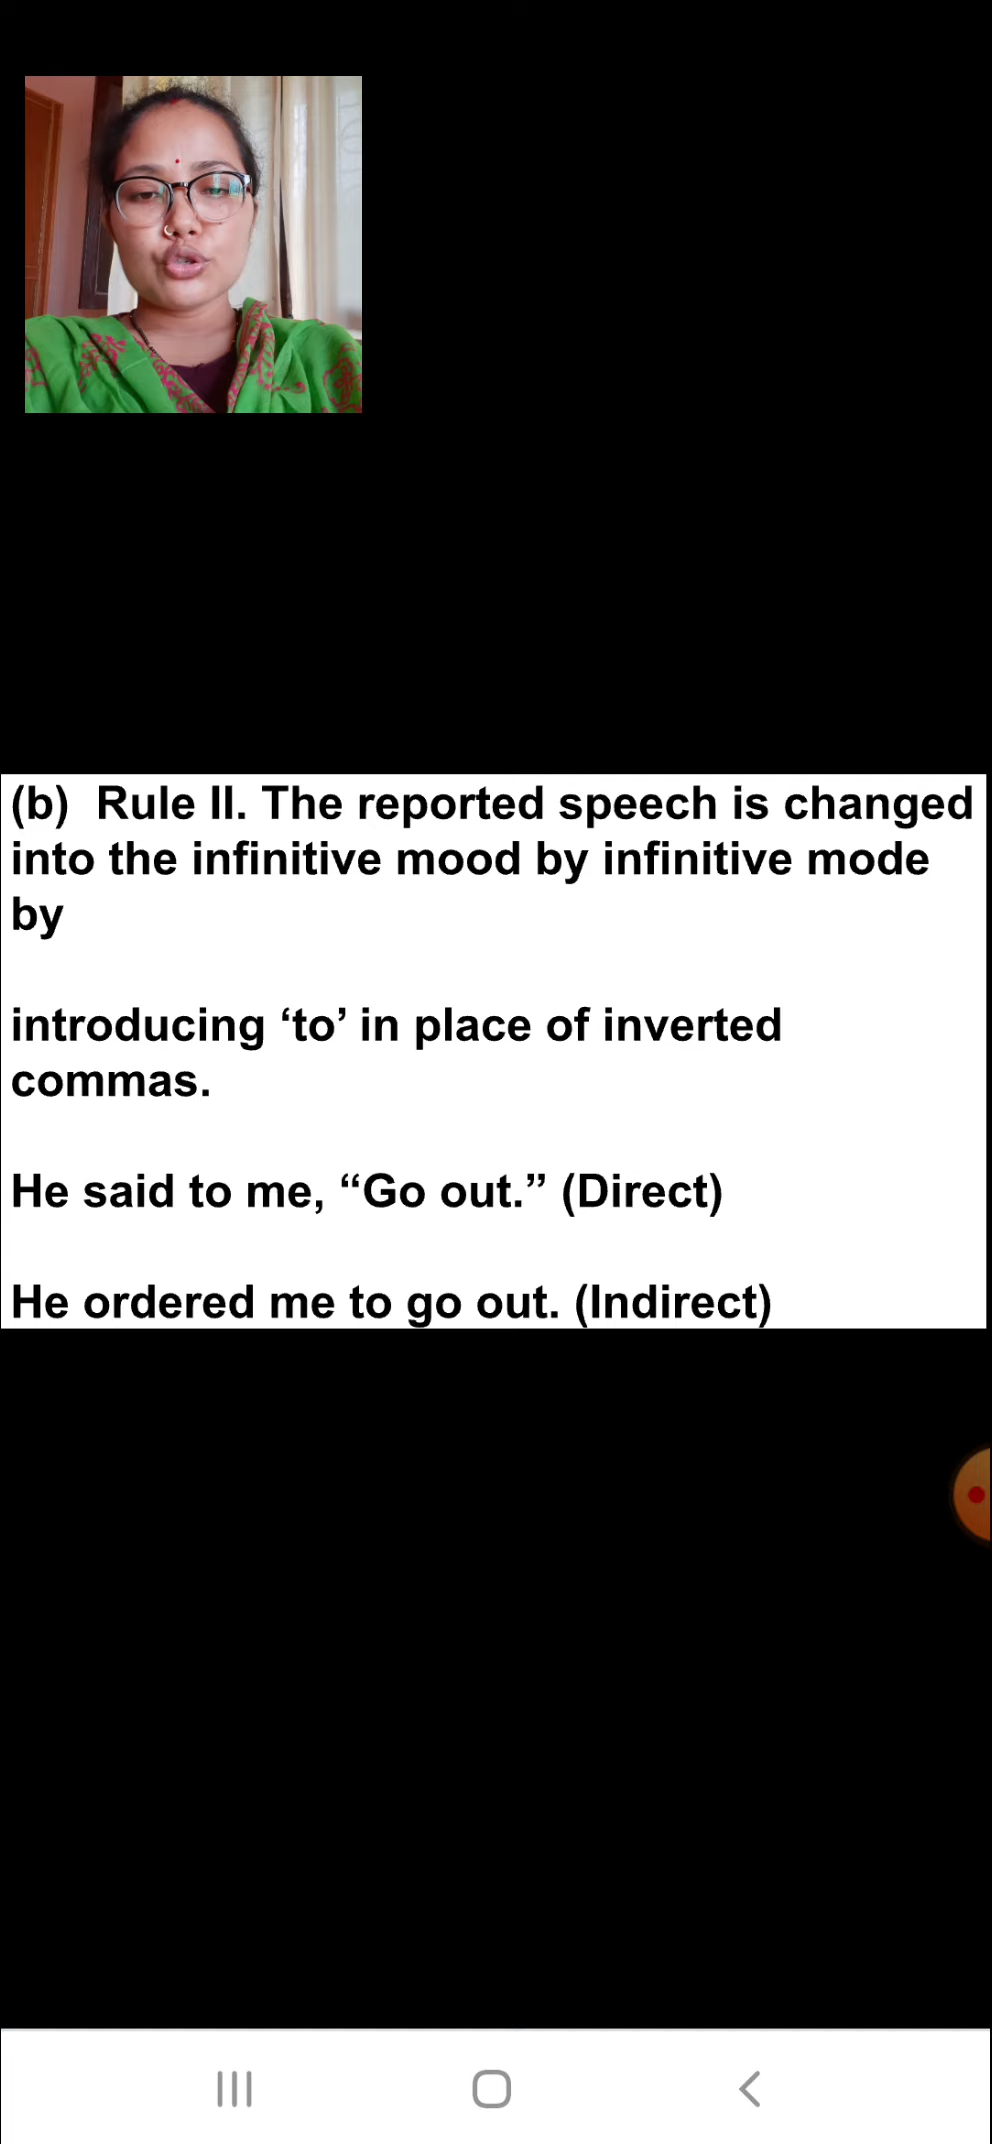 (b) Rule II. The reported speech is changed
into the infinitive mood by infinitive mode
by
introducing ‘to’ in place of inverted
commas.
He said to me, “Go out.” (Direct)
He ordered me to go out. (Indirect)